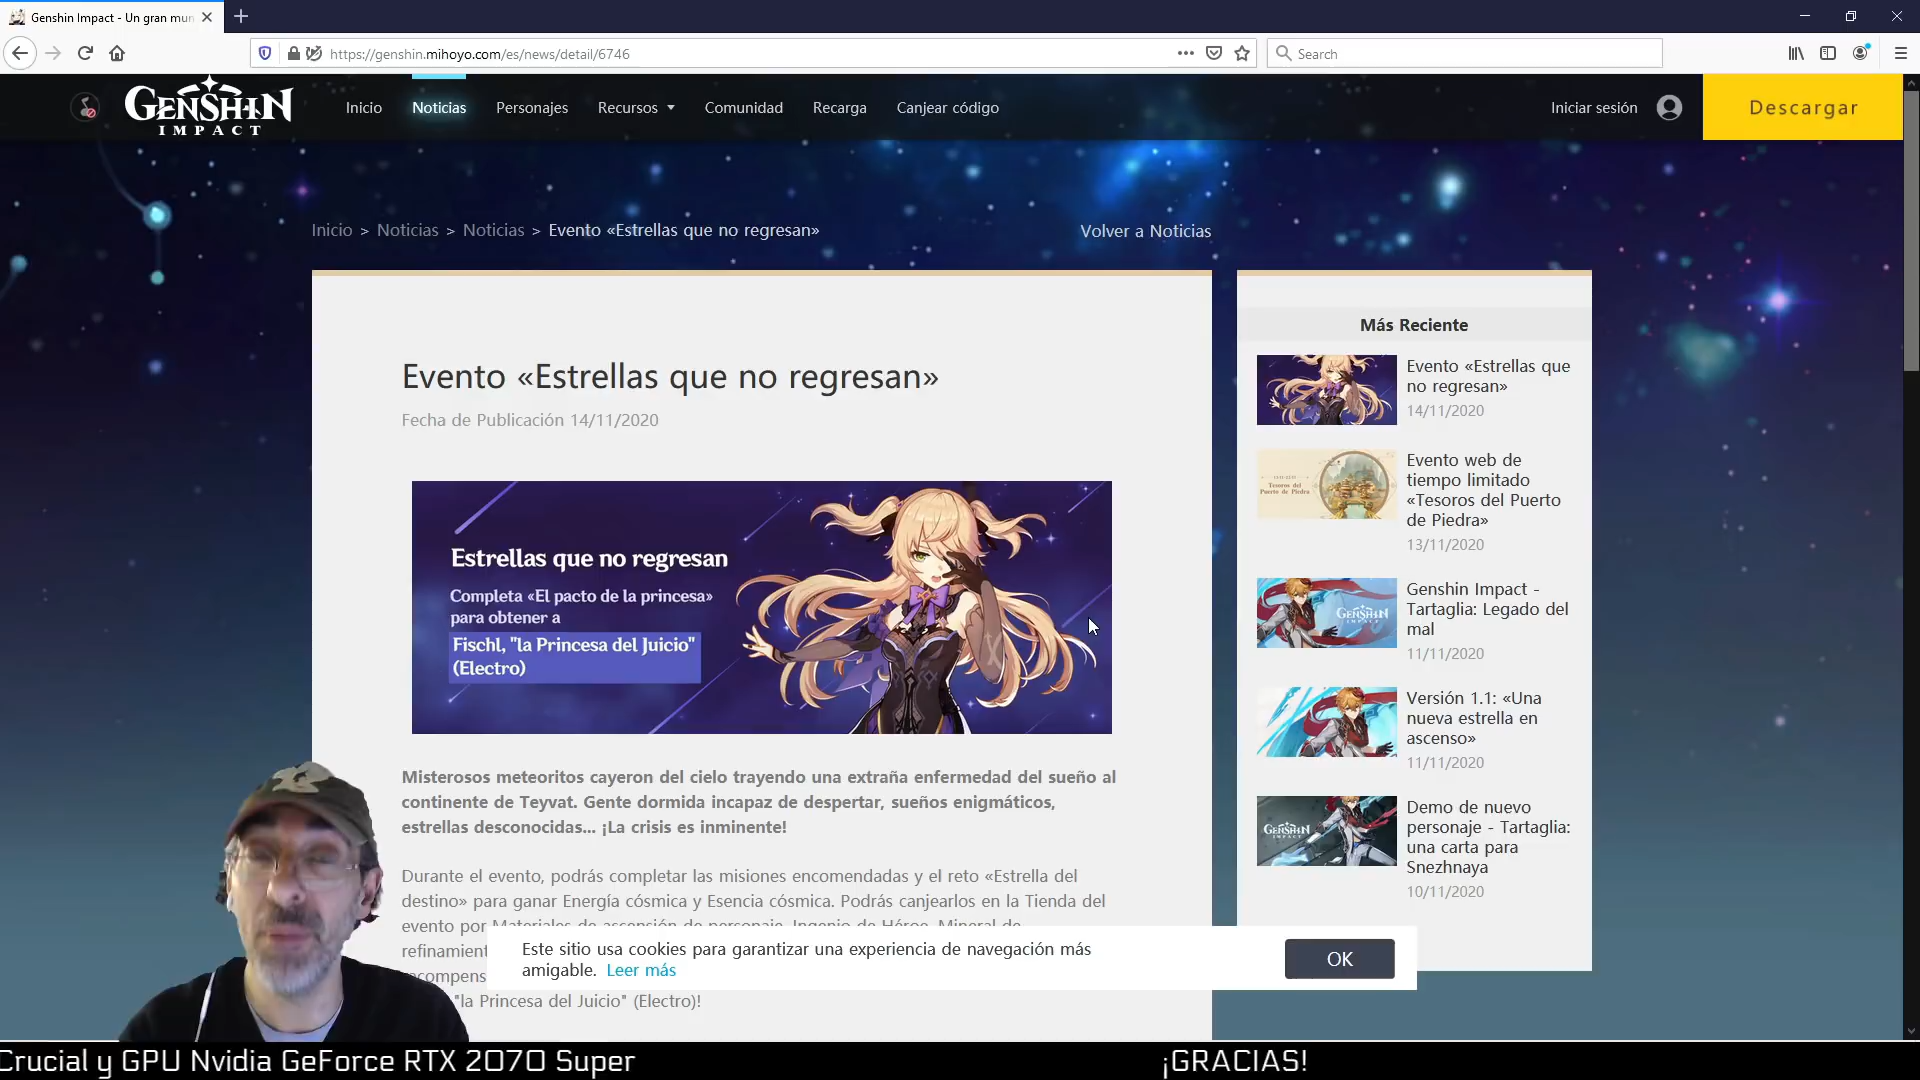 Genshin Impact - Un gran mun
https://genshin.mihoyo.com/es/news/detail/6746
Search
GENSHIN
IMPACT
Inicio
Noticias
Personajes
Recursos
Comunidad
Recarga
Canjear código
Iniciar sesión
Descargar
Inicio > Noticias > Noticias > Evento «Estrellas que no regresan»
Volver a Noticias
Evento «Estrellas que no regresan»
Fecha de Publicación 14/11/2020
Estrellas que no regresan
Completa «El pacto de la princesa»
para obtener a
Fischl, "la Princesa del Juicio"
(Electro)
Misterosos meteoritos cayeron del cielo trayendo una extraña enfermedad del sueño al
continente de Teyvat. Gente dormida incapaz de despertar, sueños enigmáticos,
estrellas desconocidas... ¡La crisis es inminente!
Durante el evento, podrás completar las misiones encomendadas y el reto «Estrella del
destino» para ganar Energía cósmica y Esencia cósmica. Podrás canjearlos en la Tienda del
evento por Materiales de ascensión de personaje, Ingenio de Héroe, Mineral de
refinamient
ecompens
"la Princesa del Juicio" (Electro)!
Más Reciente
Evento «Estrellas que
no regresan»
14/11/2020
Tesoros del
Puerto de Piedra
Evento web de
tiempo limitado
«Tesoros del Puerto
de Piedra»
13/11/2020
GENSHIN
Genshin Impact -
Tartaglia: Legado del
mal
11/11/2020
Versión 1.1: «Una
nueva estrella en
ascenso»
11/11/2020
GENSHIN
Demo de nuevo
personaje - Tartaglia:
una carta para
Snezhnaya
10/11/2020
Este sitio usa cookies para garantizar una experiencia de navegación más
amigable. Leer más
OK
Crucial y GPU Nvidia GeForce RTX 2070 Super
¡GRACIAS!